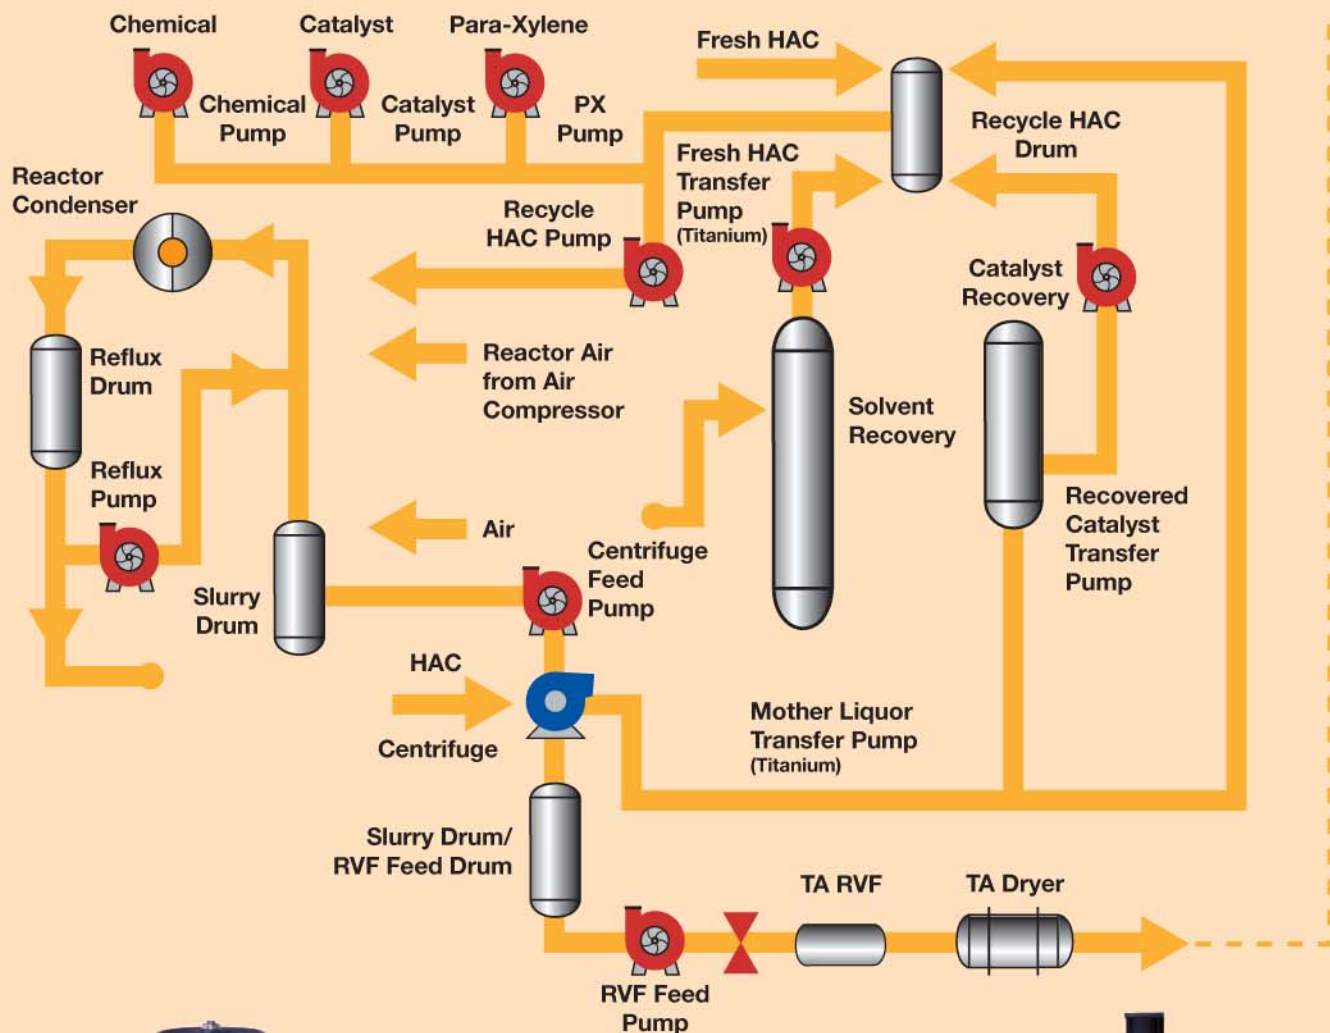 Chemical
Catalyst
Para-Xylene
Fresh HAC
Chemical
Pump
Catalyst
Pump
PX
Pump
Recycle HAC
Drum
Reactor
Condenser
Fresh HAC
Transfer
Pump
(Titanium)
Recycle
HAC Pump
Catalyst
Recovery
Reflux
Drum
Reactor Air
from Air
Compressor
Solvent
Recovery
Reflux
Pump
Recovered
Catalyst
Transfer
Pump
Air
Centrifuge
Feed
Pump
Slurry
Drum
HAC
Centrifuge
Mother Liquor
Transfer Pump
(Titanium)
Slurry Drum/
RVF Feed Drum
TA RVF
TA Dryer
RVF Feed
Pump